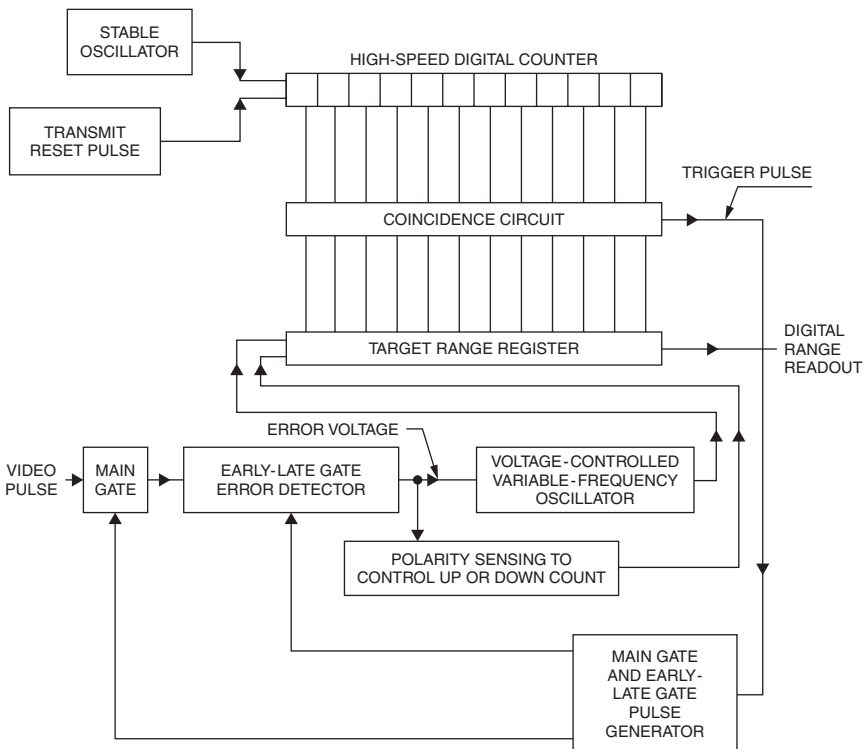 STABLE
OSCILLATOR
HIGH-SPEED DIGITAL COUNTER
TRANSMIT
RESET PULSE
TRIGGER PULSE
COINCIDENCE CIRCUIT
TARGET RANGE REGISTER
DIGITAL
RANGE
READOUT
ERROR VOLTAGE
VIDEO
PULSE
MAIN
GATE
EARLY-LATE GATE
ERROR DETECTOR
VOLTAGE-CONTROLLED
VARIABLE-FREQUENCY
OSCILLATOR
POLARITY SENSING TO
CONTROL UP OR DOWN COUNT
MAIN GATE
AND EARLY-
LATE GATE
PULSE
GENERATOR